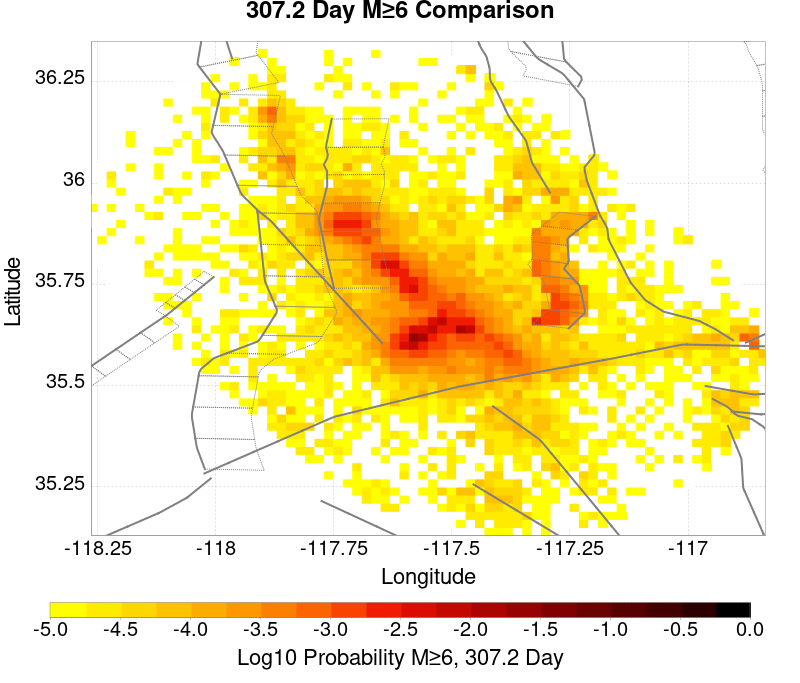 307.2 Day M≥6 Comparison
36.25
36
35.75
35.5
35.25
Latitude
-118.25 -118 -117.75 -117.5 -117.25 -117
Longitude
-5.0 -4.5 -4.0 -3.5 -3.0 -2.5 -2.0 -1.5 -1.0 -0.5 0.0
Log10 Probability M≥6, 307.2 Day